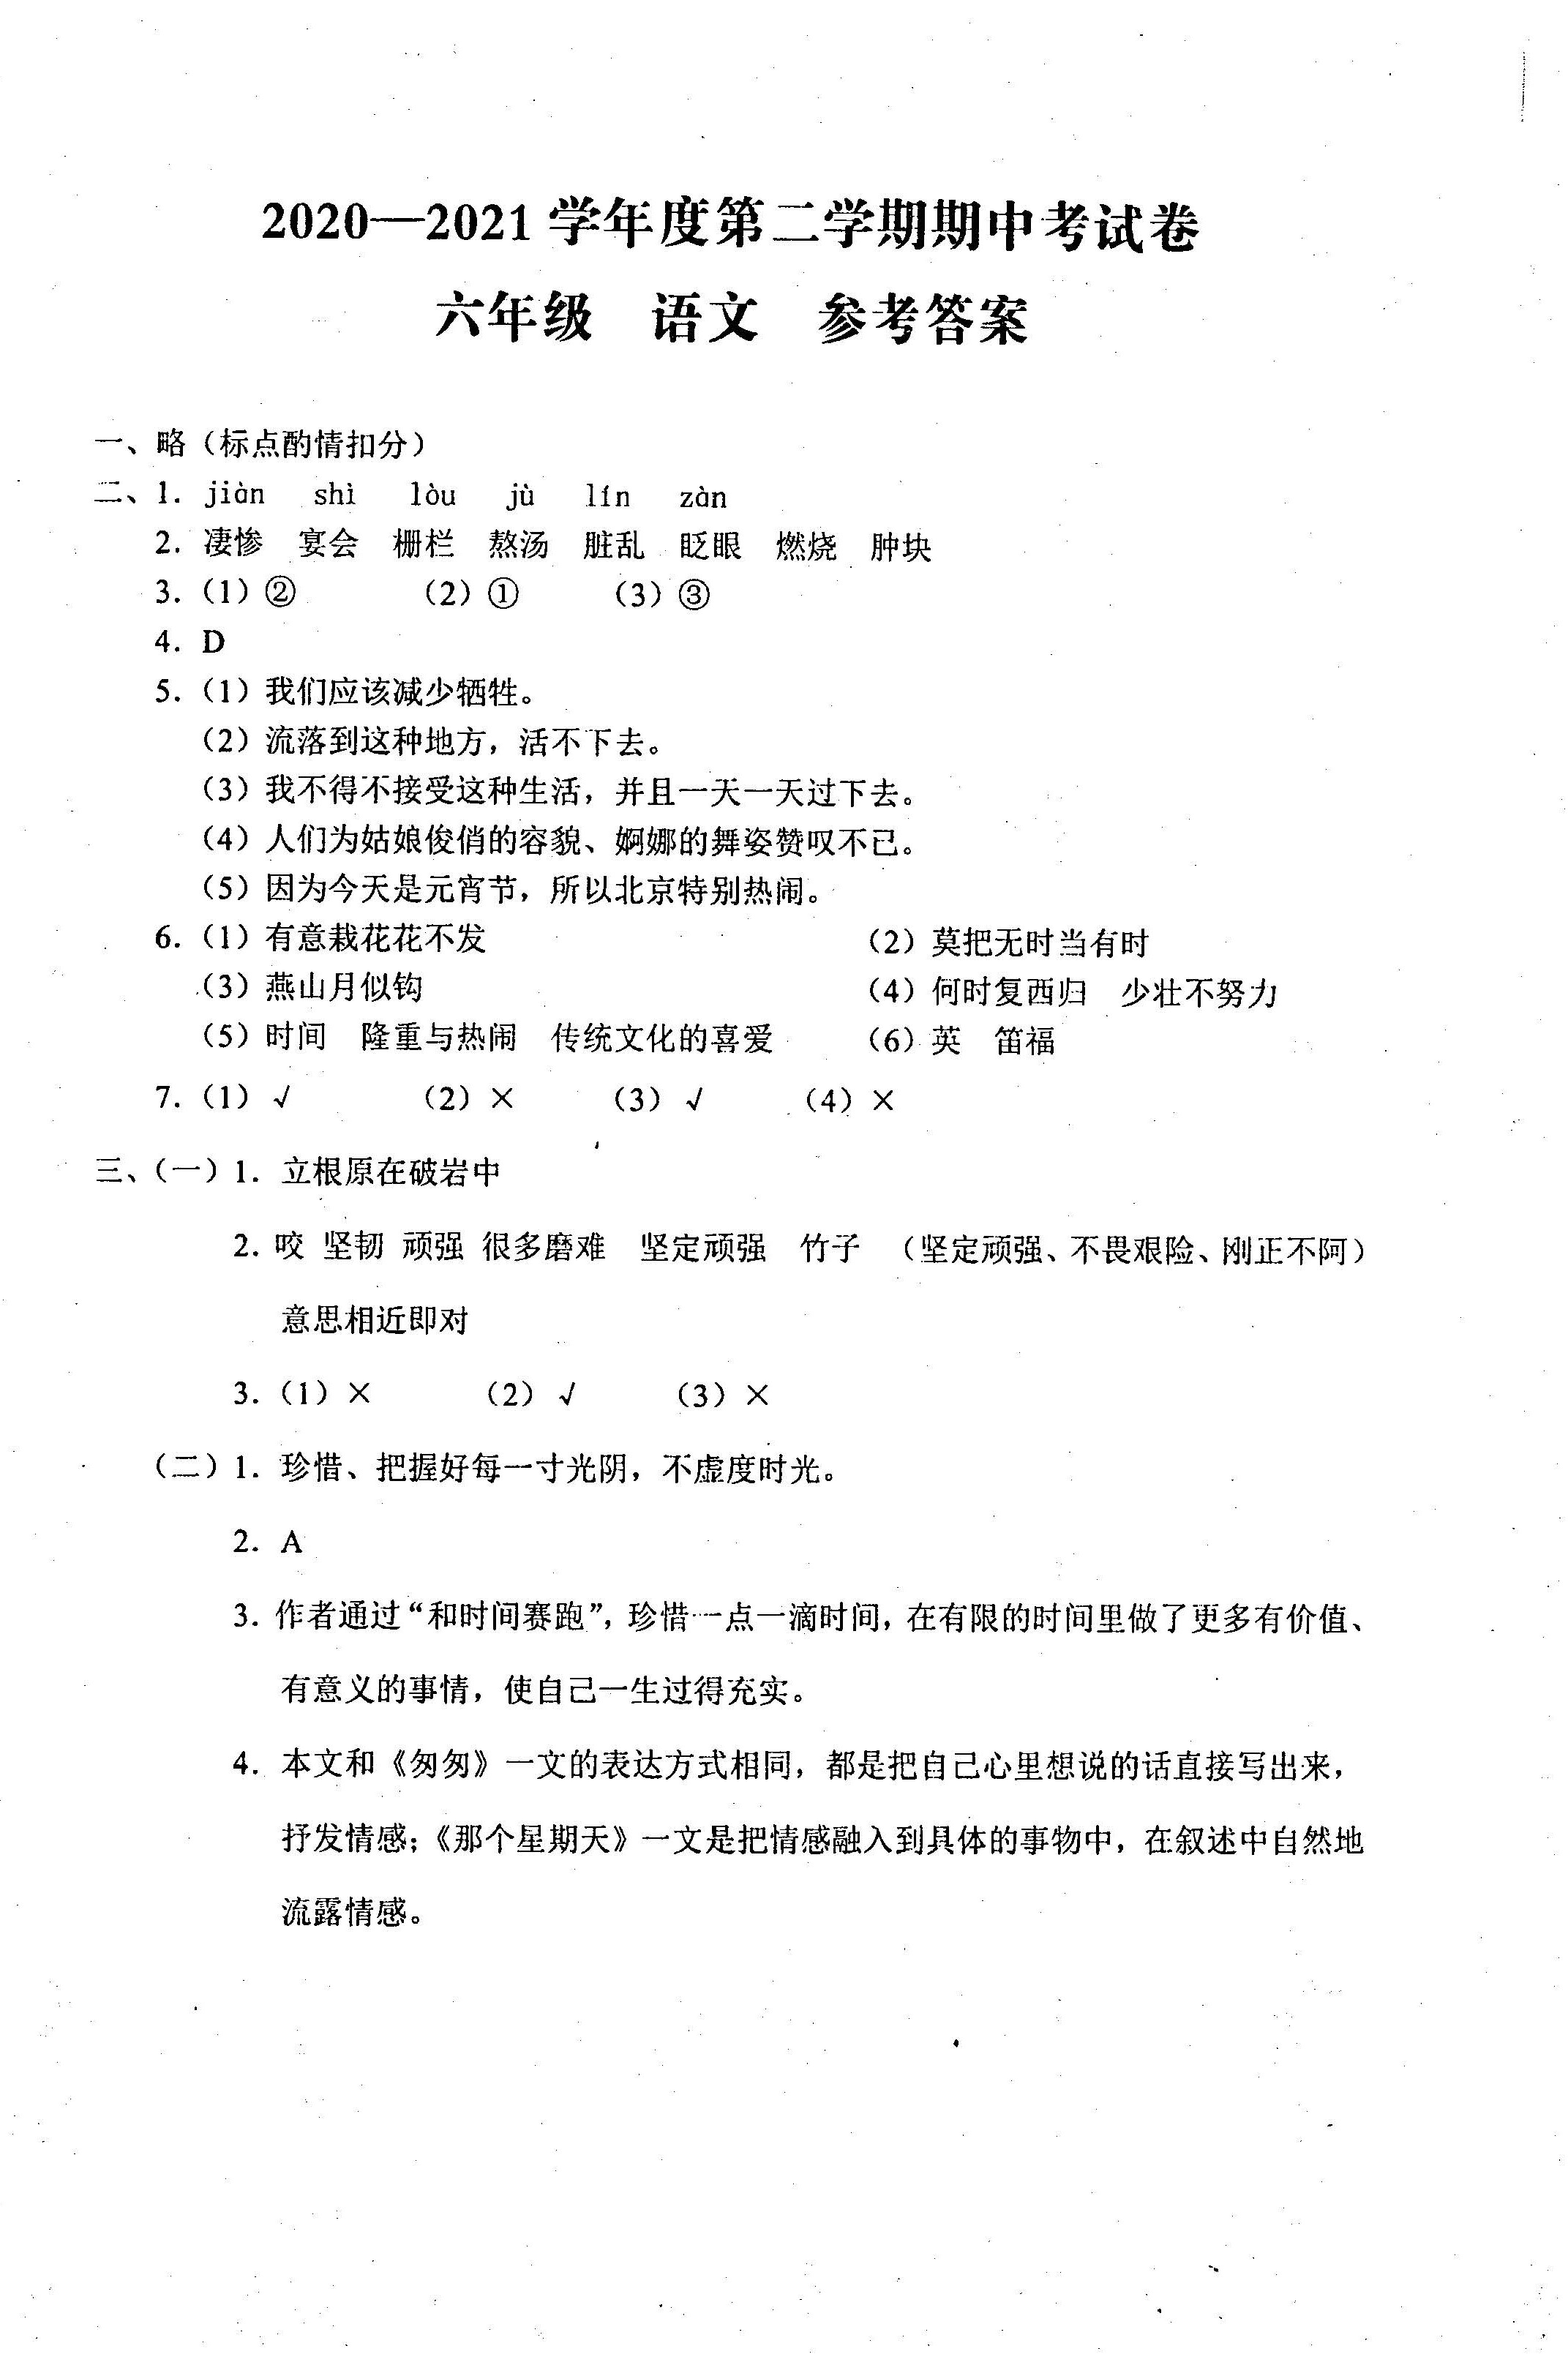 2020—2021 学年度第二学期期中考试卷
六年级 语文 参考答案
一、略（标点酌情扣分）
二、1. jiàn shì lòu jù lín zàn
2. 凄惨 宴会 栅栏 熬汤 脏乱 眨眼 燃烧 肿块
3.（1）② （2）① （3）③
4. D
5.（1）我们应该减少牺牲。
（2）流落到这种地方，活不下去。
（3）我不得不接受这种生活，并且一天一天过下去。
（4）人们为姑娘俊俏的容貌、婀娜的舞姿赞叹不已。
（5）因为今天是元宵节，所以北京特别热闹。
6.（1）有意栽花花不发 （2）莫把无时当有时
（3）燕山月似钩 （4）何时复西归 少壮不努力
（5）时间 隆重与热闹 传统文化的喜爱 （6）英 笛福
7.（1）√ （2）× （3）√ （4）×
三、（一）1. 立根原在破岩中
2. 咬 坚韧 顽强 很多磨难 坚定顽强 竹子 （坚定顽强、不畏艰险、刚正不阿）
意思相近即对
3.（1）× （2）√ （3）×
（二）1. 珍惜、把握好每一寸光阴，不虚度时光。
2. A
3. 作者通过“和时间赛跑”，珍惜一点一滴时间，在有限的时间里做了更多有价值、
有意义的事情，使自己一生过得充实。
4. 本文和《匆匆》一文的表达方式相同，都是把自己心里想说的话直接写出来，
抒发情感；《那个星期天》一文是把情感融入到具体的事物中，在叙述中自然地
流露情感。